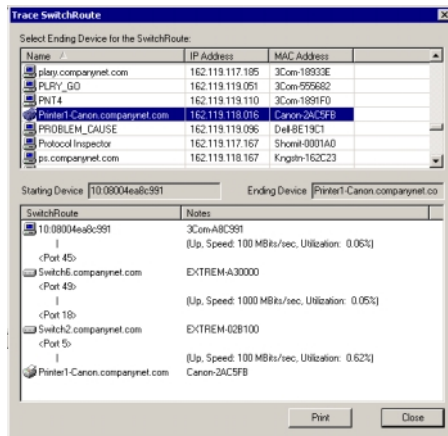 Trace SwitchRoute
Select Ending Device for the SwitchRoute:
Name IP Address MAC Address
play.companynet.com 162.119.117.185 3Com-18933E
PLRY_GO 162.119.119.051 3Com-555682
PNT4 162.119.119.110 3Com-1891F0
Printer1-Canon.companynet.com 162.119.118.016 Canon-2AC5FB
PROBLEM_CAUSE 162.119.119.096 Dell-BE19C1
Protocol Inspector 162.119.117.167 Shomit-0001A0
ps.companynet.com 162.119.118.167 Kngstn-162C23
Starting Device 10:08004ea8c991 Ending Device Printer1-Canon.companynet.co
SwitchRoute Notes
10:08004ea8c991 3Com-A8C991
| (Up, Speed: 100 MBits/sec, Utilization: 0.06%)
<Port 45>
Switch6.companynet.com EXTREM-A30000
<Port 49>
| (Up, Speed: 1000 MBits/sec, Utilization: 0.05%)
<Port 18>
Switch2.companynet.com EXTREM-02B100
<Port 5>
| (Up, Speed: 100 MBits/sec, Utilization: 0.62%)
Printer1-Canon.companynet.com Canon-2AC5FB
Print Close